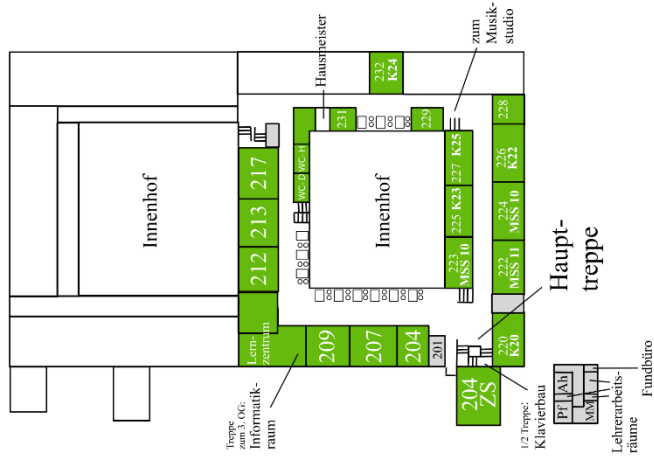 Innenhof
217
213
212
Lern-
zentrum
209
207
204
201
204
ZS
Treppe
zum 3. OG:
Informatik-
raum
WC- D
WC- H
Hausmeister
231
232
K24
229
Innenhof
zum
Musik-
studio
223
MSS 10
225 K23
227 K25
228
226
K22
224
MSS 10
222
MSS 11
220
K20
Haupt-
treppe
1/2 Treppe:
Klavierbau
Pf
Ah
MM
Lehrerarbeits-
räume
Fundbüro